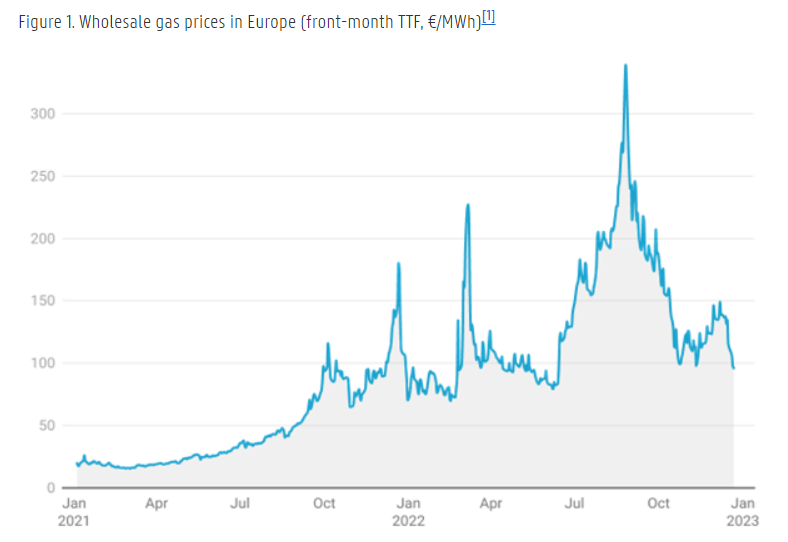 Figure 1. Wholesale gas prices in Europe (front-month TTF, €/MWh)[1]
300
250
200
150
100
50
0
Jan Apr Jul Oct Jan Apr Jul Oct Jan
2021 2022 2023